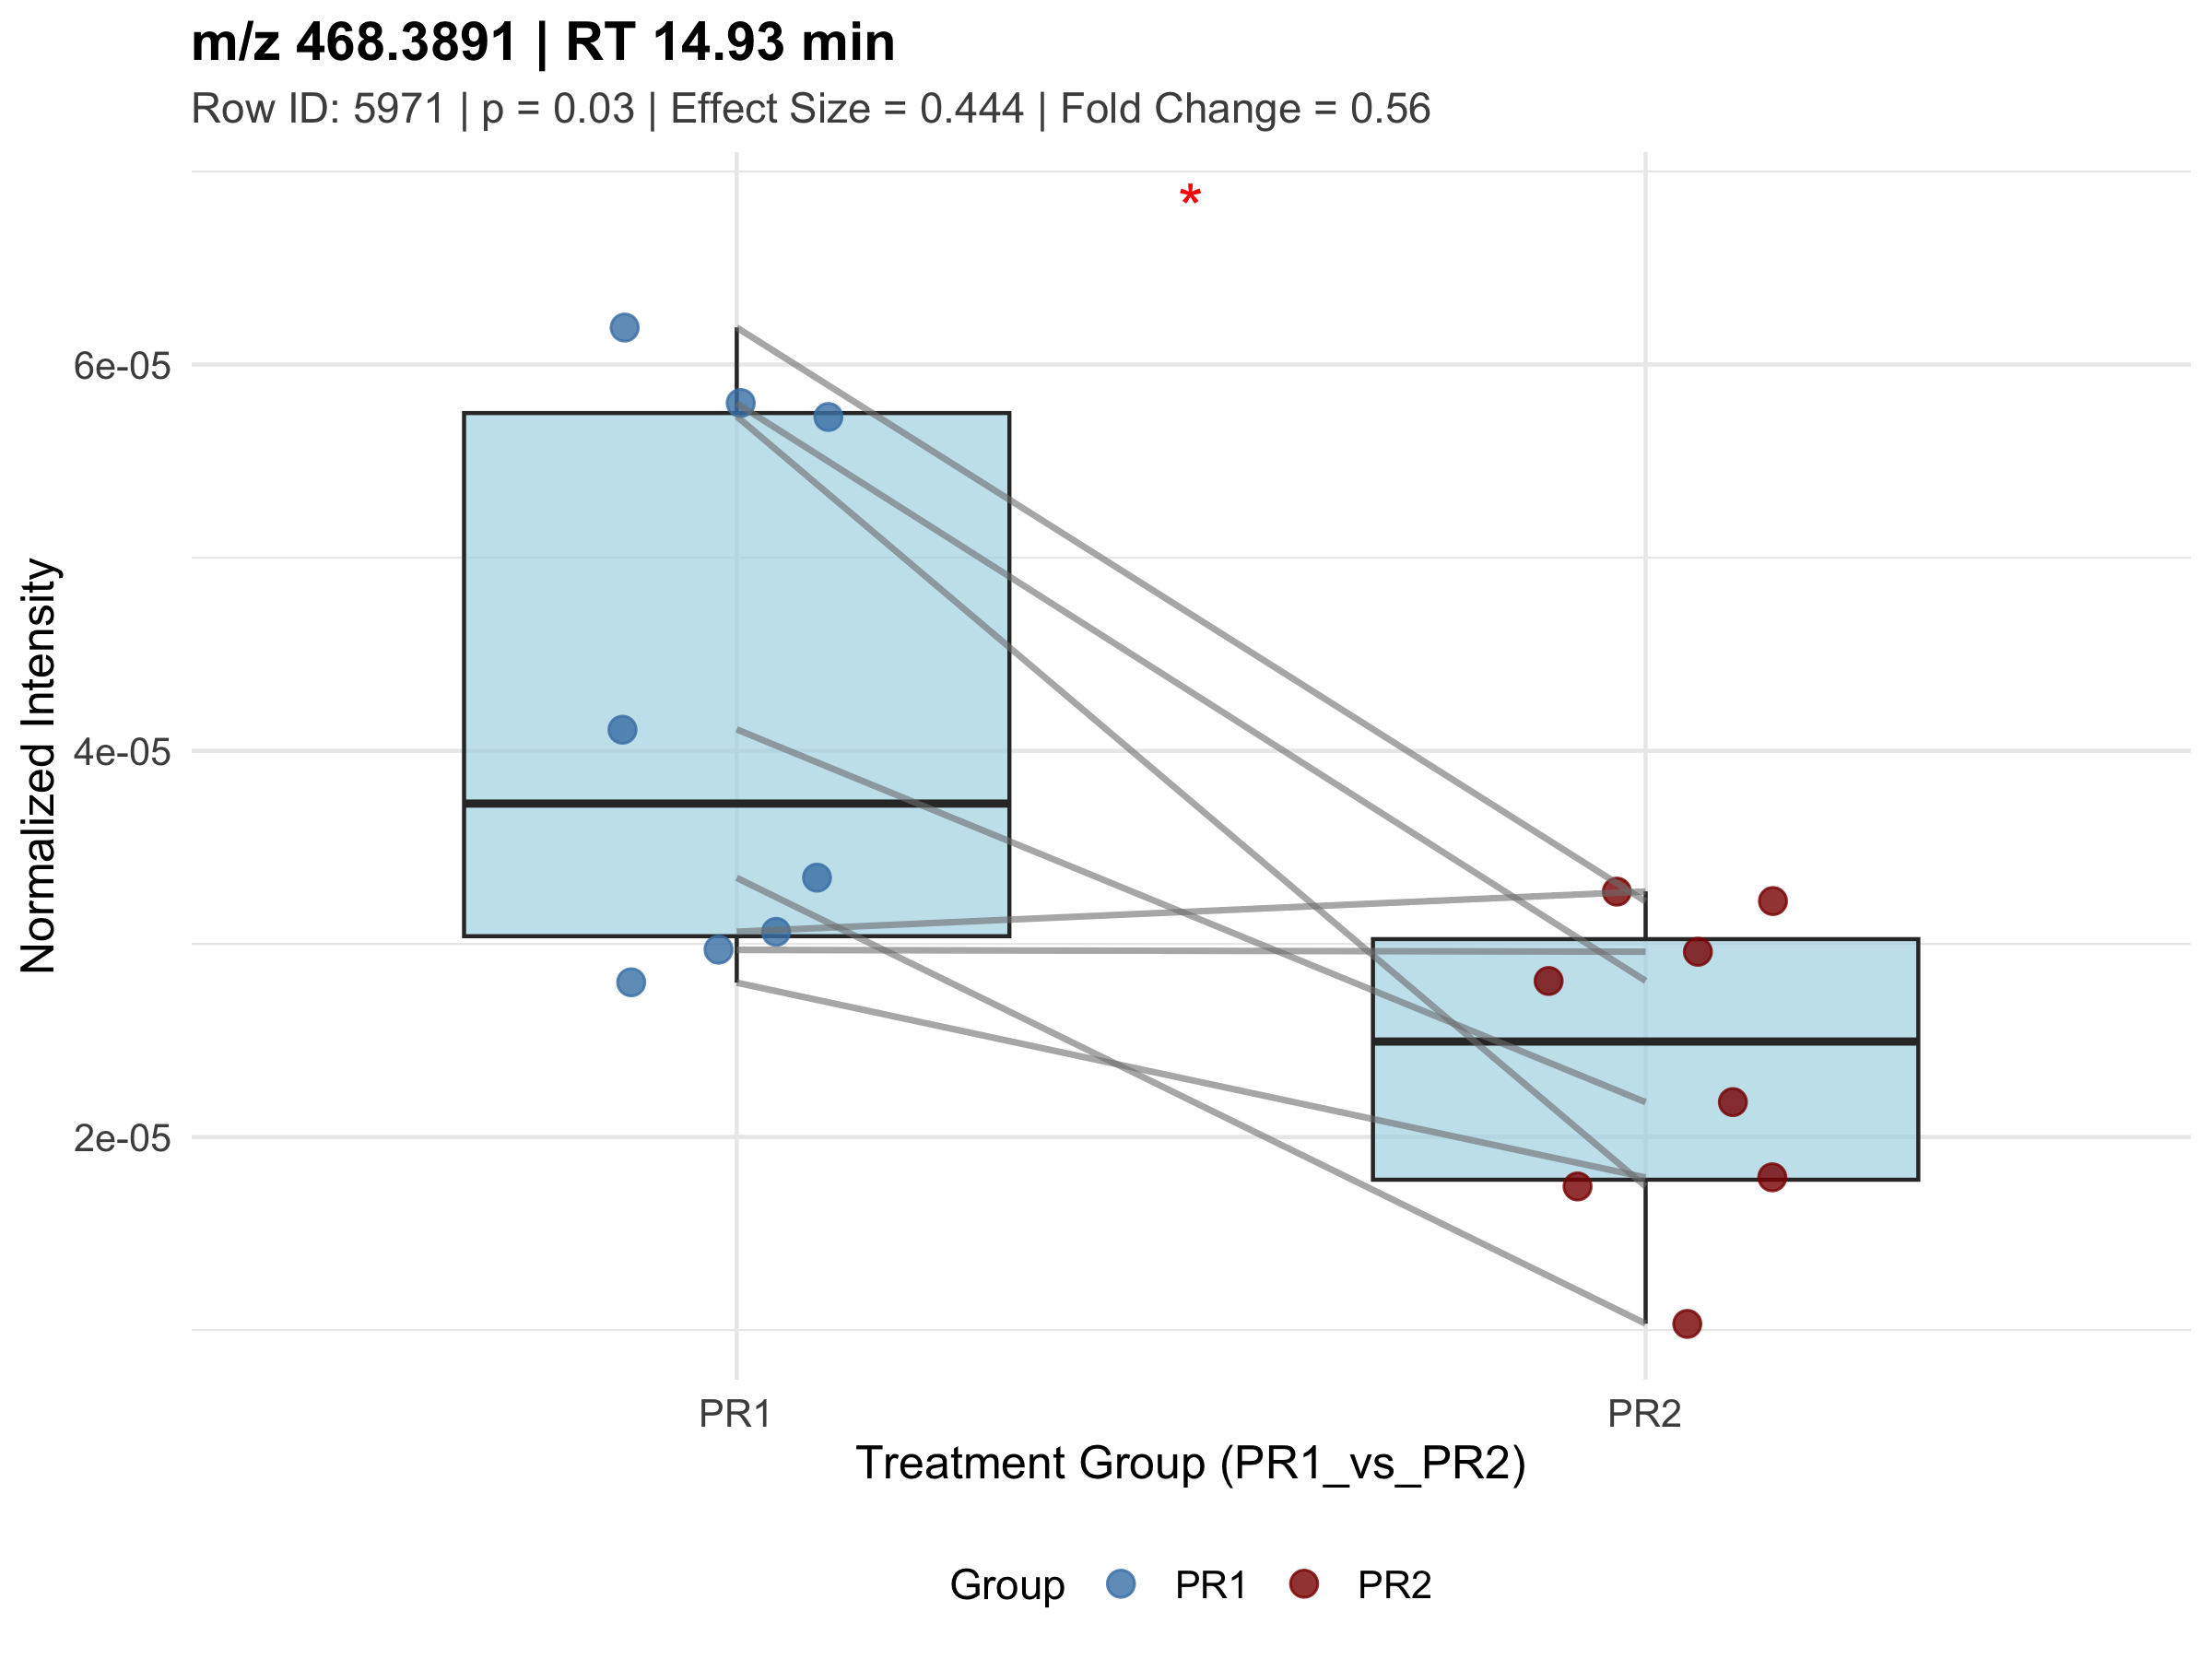 m/z 468.3891 | RT 14.93 min
Row ID: 5971 | p = 0.03 | Effect Size = 0.444 | Fold Change = 0.56
*
Normalized Intensity
6e-05
4e-05
2e-05
PR1
PR2
Treatment Group (PR1_vs_PR2)
Group PR1 PR2